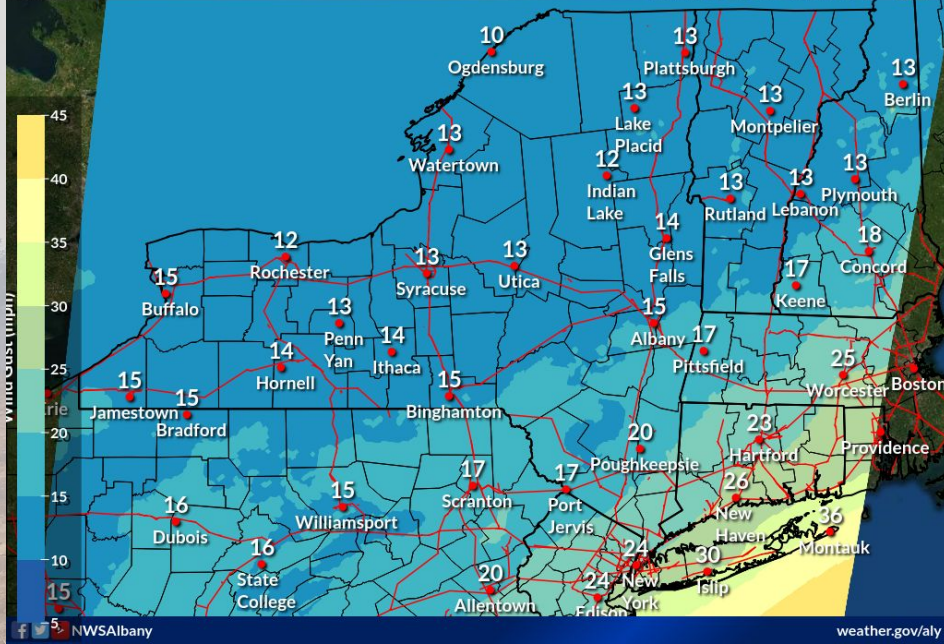 10
Ogdensburg
13
Plattsburgh
13
Berlin
13
Lake
Placid
13
Montpelier
13
Watertown
12
Indian
Lake
13
Rutland
13
Lebanon
13
Plymouth
14
Glens
Falls
18
Concord
17
Keene
12
Rochester
13
Syracuse
13
Utica
15
Buffalo
13
Penn
Yan
14
Ithaca
15
Albany
17
Pittsfield
14
Hornell
25
Worcester
Boston
15
Jamestown
15
Bradford
15
Binghamton
20
Poughkeepsie
23
Hartford
Providence
17
Scranton
17
Port
Jervis
26
New
Haven
36
Montauk
16
Dubois
15
Williamsport
16
State
College
20
Allentown
24
New
York
30
Islip
24
Edison
15
Erie
45
40
35
30
25
20
15
10
5
Wind Gust (mph)
NWSAlbany
weather.gov/aly